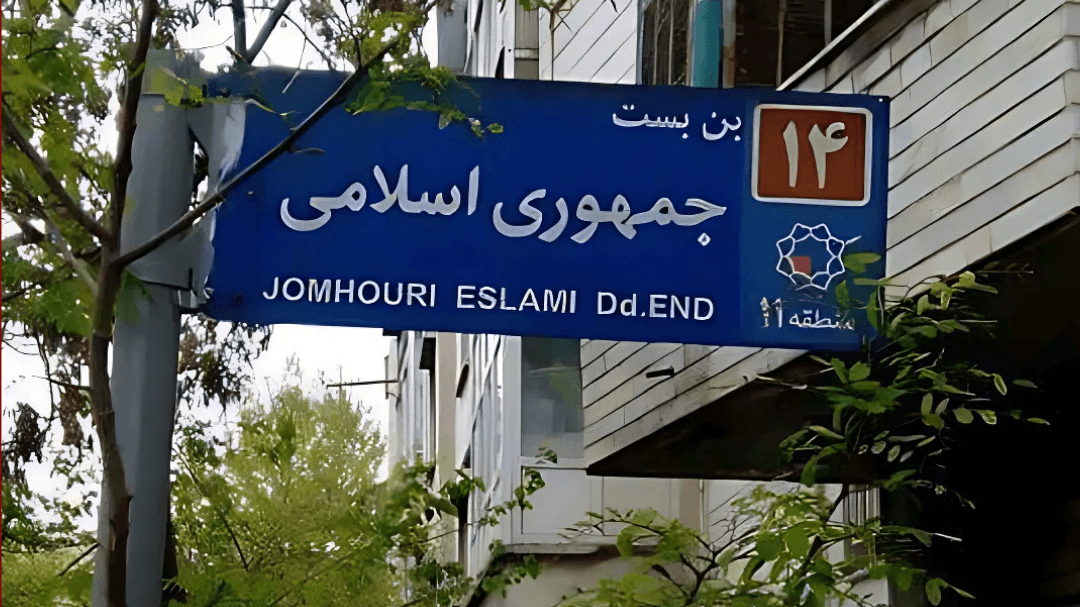 بن بست
۱۴
جمهوری اسلامی
JOMHOURI ESLAMI Dd.END
منطقه ۱۱